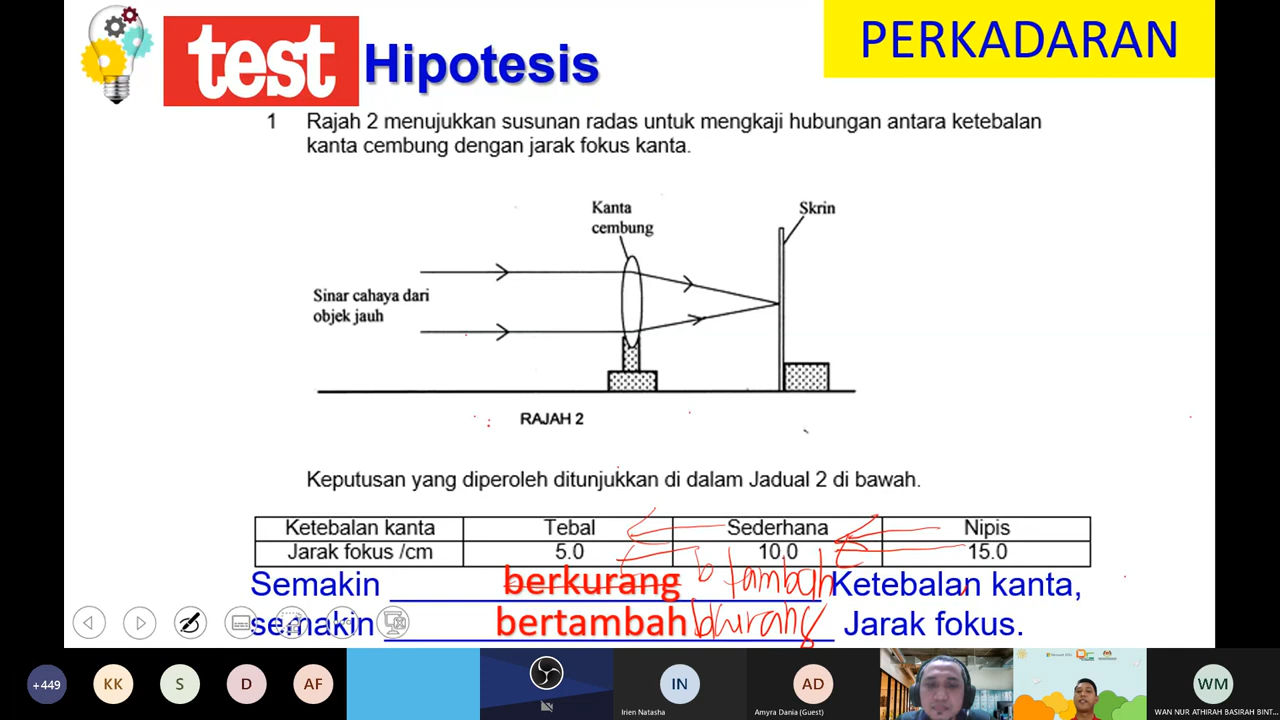 test Hipotesis
PERKADARAN
1 Rajah 2 menujukkan susunan radas untuk mengkaji hubungan antara ketebalan
kanta cembung dengan jarak fokus kanta.
Kanta
cembung
Skrin
Sinar cahaya dari
objek jauh
RAJAH 2
Keputusan yang diperoleh ditunjukkan di dalam Jadual 2 di bawah.
Ketebalan kanta Tebal Sederhana Nipis
Jarak fokus /cm 5.0 10.0 15.0
Semakin berkurang tambah Ketebalan kanta,
semakin bertambah bkurang Jarak fokus.
+449 KK S D AF IN AD WM
Irien Natasha
Amyra Dania (Guest)
WAN NUR ATHIRAH BASIRAH BINT...